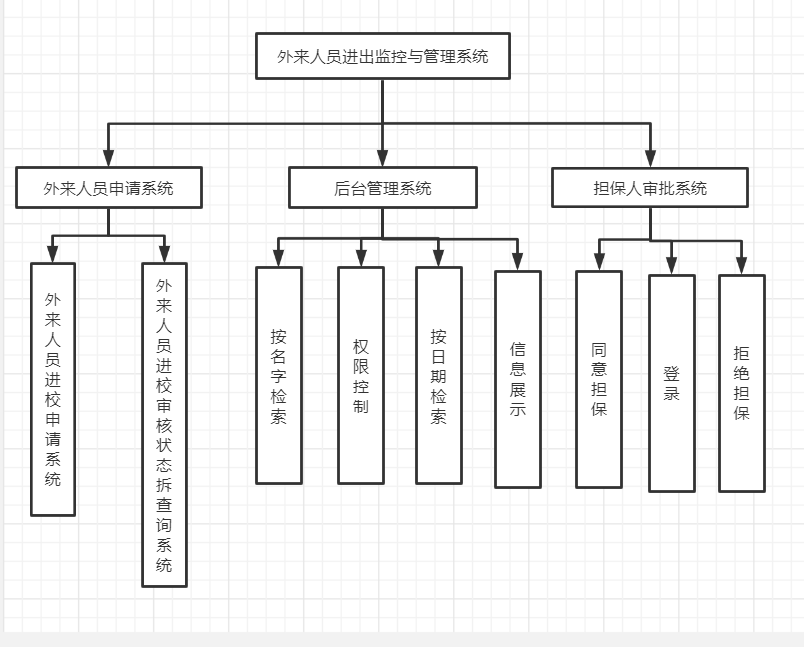 外来人员进出监控与管理系统
外来人员申请系统
后台管理系统
担保人审批系统
外来人员进校申请系统
外来人员进校审核状态拆查询系统
按名字检索
权限控制
按日期检索
信息展示
同意担保
登录
拒绝担保